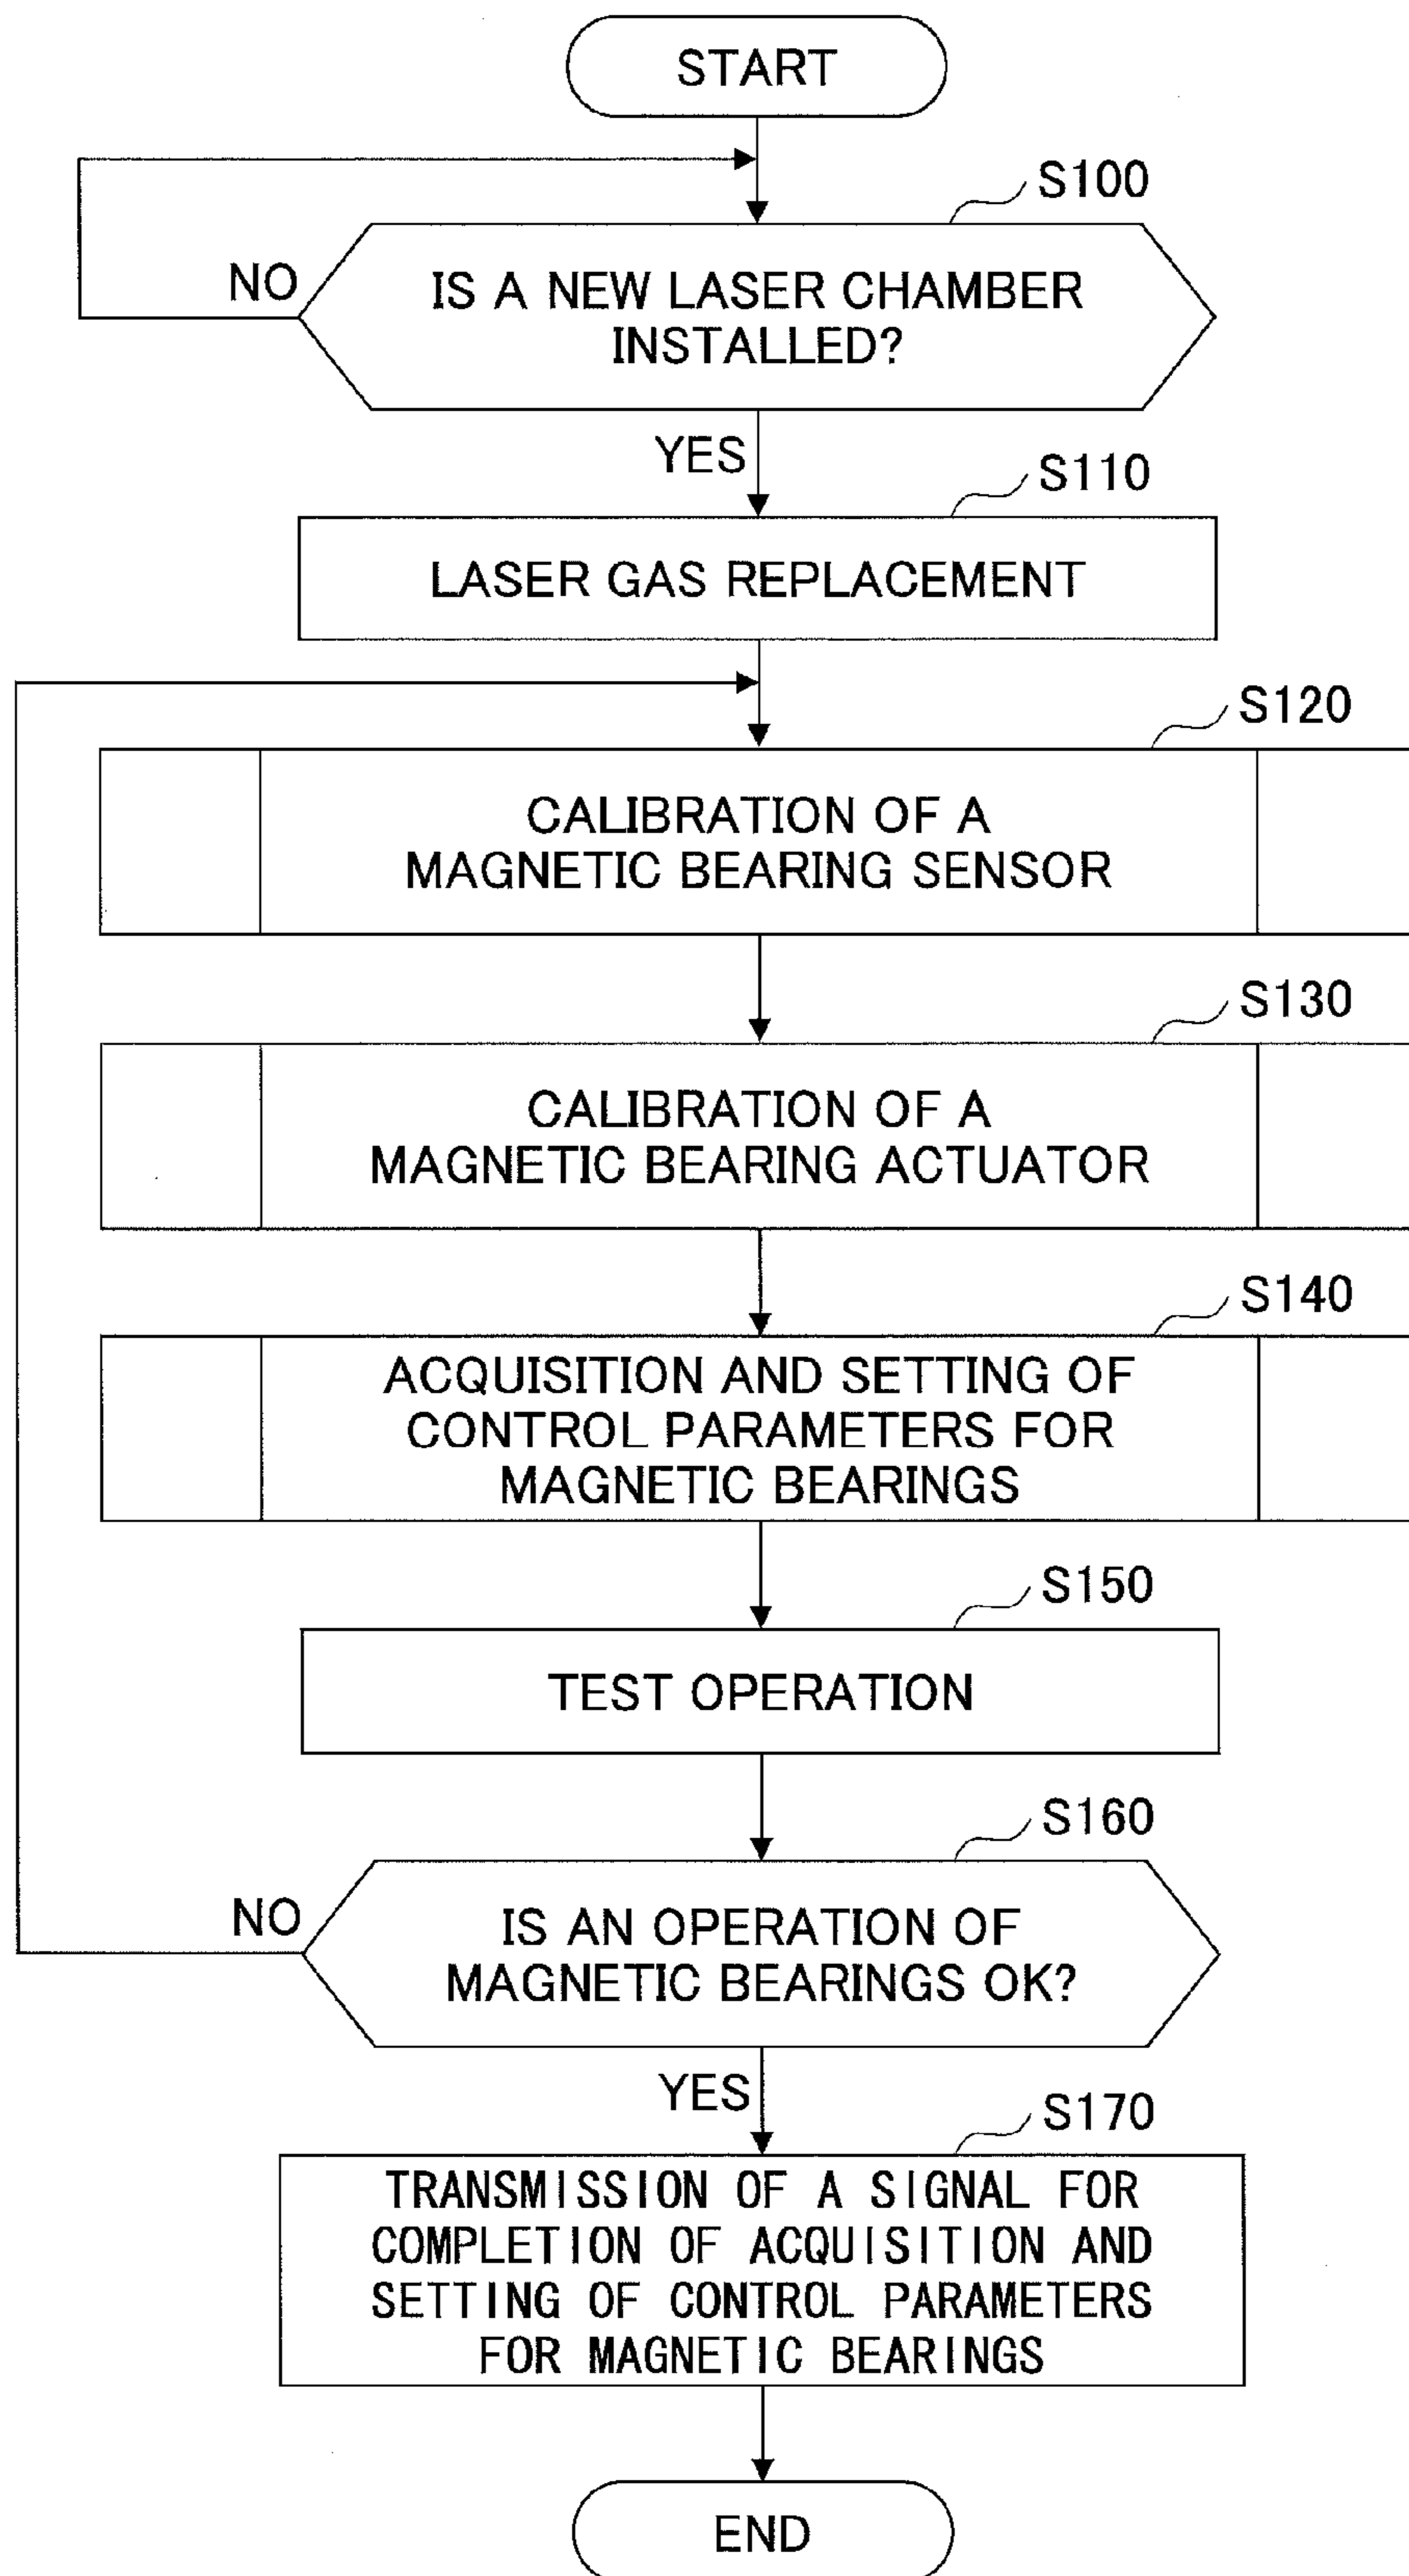 START
S100
NO
IS A NEW LASER CHAMBER
INSTALLED?
YES
S110
LASER GAS REPLACEMENT
S120
CALIBRATION OF A
MAGNETIC BEARING SENSOR
S130
CALIBRATION OF A
MAGNETIC BEARING ACTUATOR
S140
ACQUISITION AND SETTING OF
CONTROL PARAMETERS FOR
MAGNETIC BEARINGS
S150
TEST OPERATION
S160
NO
IS AN OPERATION OF
MAGNETIC BEARINGS OK?
YES
S170
TRANSMISSION OF A SIGNAL FOR
COMPLETION OF ACQUISITION AND
SETTING OF CONTROL PARAMETERS
FOR MAGNETIC BEARINGS
END